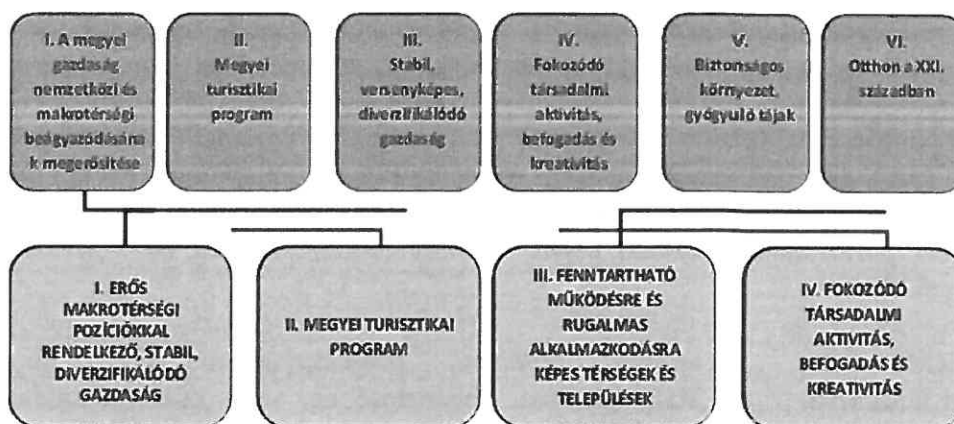 I. A megyei
gazdaság
nemzetközi és
makrotérségi
beágyazódásána
k megerősítése
II.
Megyei
turisztikai
program
III.
Stabil,
versenyképes,
diverzifikálódó
gazdaság
IV.
Fokozódó
társadalmi
aktivitás,
befogadás és
kreativitás
V.
Biztonságos
környezet,
gyógyuló tájak
VI.
Otthon a XXI.
században
I. ERŐS
MAKROTÉRSÉGI
POZÍCIÓKKAL
RENDELKEZŐ, STABIL,
DIVERZIFIKÁLÓDÓ
GAZDASÁG
II. MEGYEI TURISZTIKAI
PROGRAM
III. FENNTARTHATÓ
MŰKÖDÉSRE ÉS
RUGALMAS
ALKALMAZKODÁSRA
KÉPES TÉRSÉGEK ÉS
TELEPÜLÉSEK
IV. FOKOZÓDÓ
TÁRSADALMI
AKTIVITÁS,
BEFOGADÁS ÉS
KREATIVITÁS